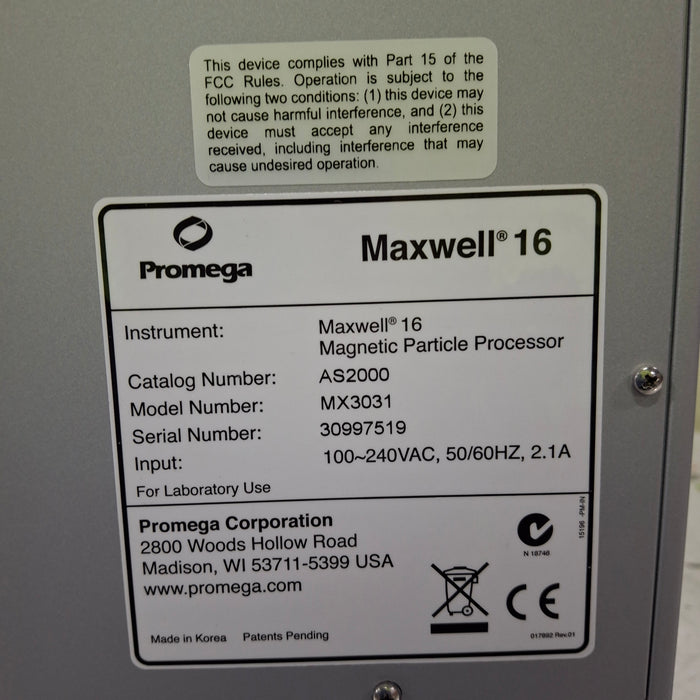 This device complies with Part 15 of the
FCC Rules. Operation is subject to the
following two conditions: (1) this device may
not cause harmful interference, and (2) this
device must accept any interference
received, including interference that may
cause undesired operation.
Promega
Maxwell® 16
Instrument: Maxwell® 16
Magnetic Particle Processor
Catalog Number: AS2000
Model Number: MX3031
Serial Number: 30997519
Input: 100~240VAC, 50/60HZ, 2.1A
For Laboratory Use
Promega Corporation
2800 Woods Hollow Road
Madison, WI 53711-5399 USA
www.promega.com
N 18746
15196 -PM-IN
CE
Made in Korea Patents Pending
017892 Rev.01